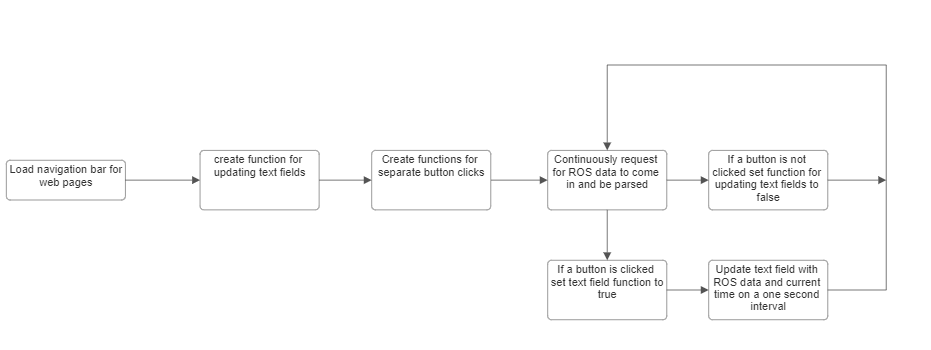 Load navigation bar for
web pages
create function for
updating text fields
Create functions for
separate button clicks
Continuously request
for ROS data to come
in and be parsed
If a button is not
clicked set function for
updating text fields to
false
If a button is clicked
set text field function to
true
Update text field with
ROS data and current
time on a one second
interval